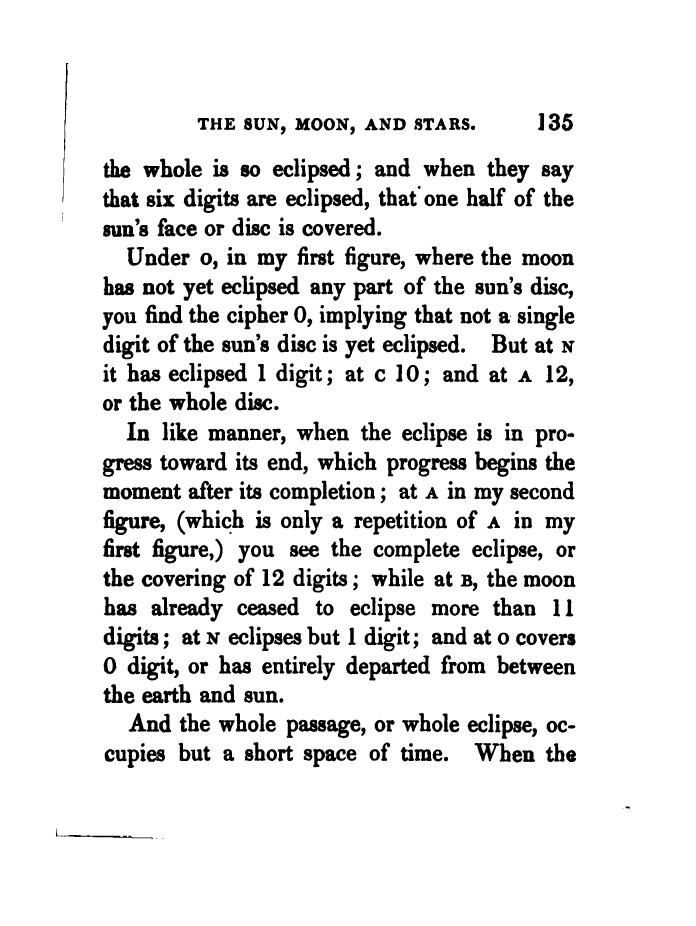 THE SUN, MOON, AND STARS. 135
the whole is so eclipsed; and when they say
that six digits are eclipsed, that one half of the
sun's face or disc is covered.
Under O, in my first figure, where the moon
has not yet eclipsed any part of the sun's disc,
you find the cipher 0, implying that not a single
digit of the sun's disc is yet eclipsed. But at N
it has eclipsed 1 digit; at C 10; and at A 12,
or the whole disc.
In like manner, when the eclipse is in pro-
gress toward its end, which progress begins the
moment after its completion; at A in my second
figure, (which is only a repetition of A in my
first figure,) you see the complete eclipse, or
the covering of 12 digits; while at B, the moon
has already ceased to eclipse more than 11
digits; at N eclipses but 1 digit; and at O covers
0 digit, or has entirely departed from between
the earth and sun.
And the whole passage, or whole eclipse, oc-
cupies but a short space of time. When the